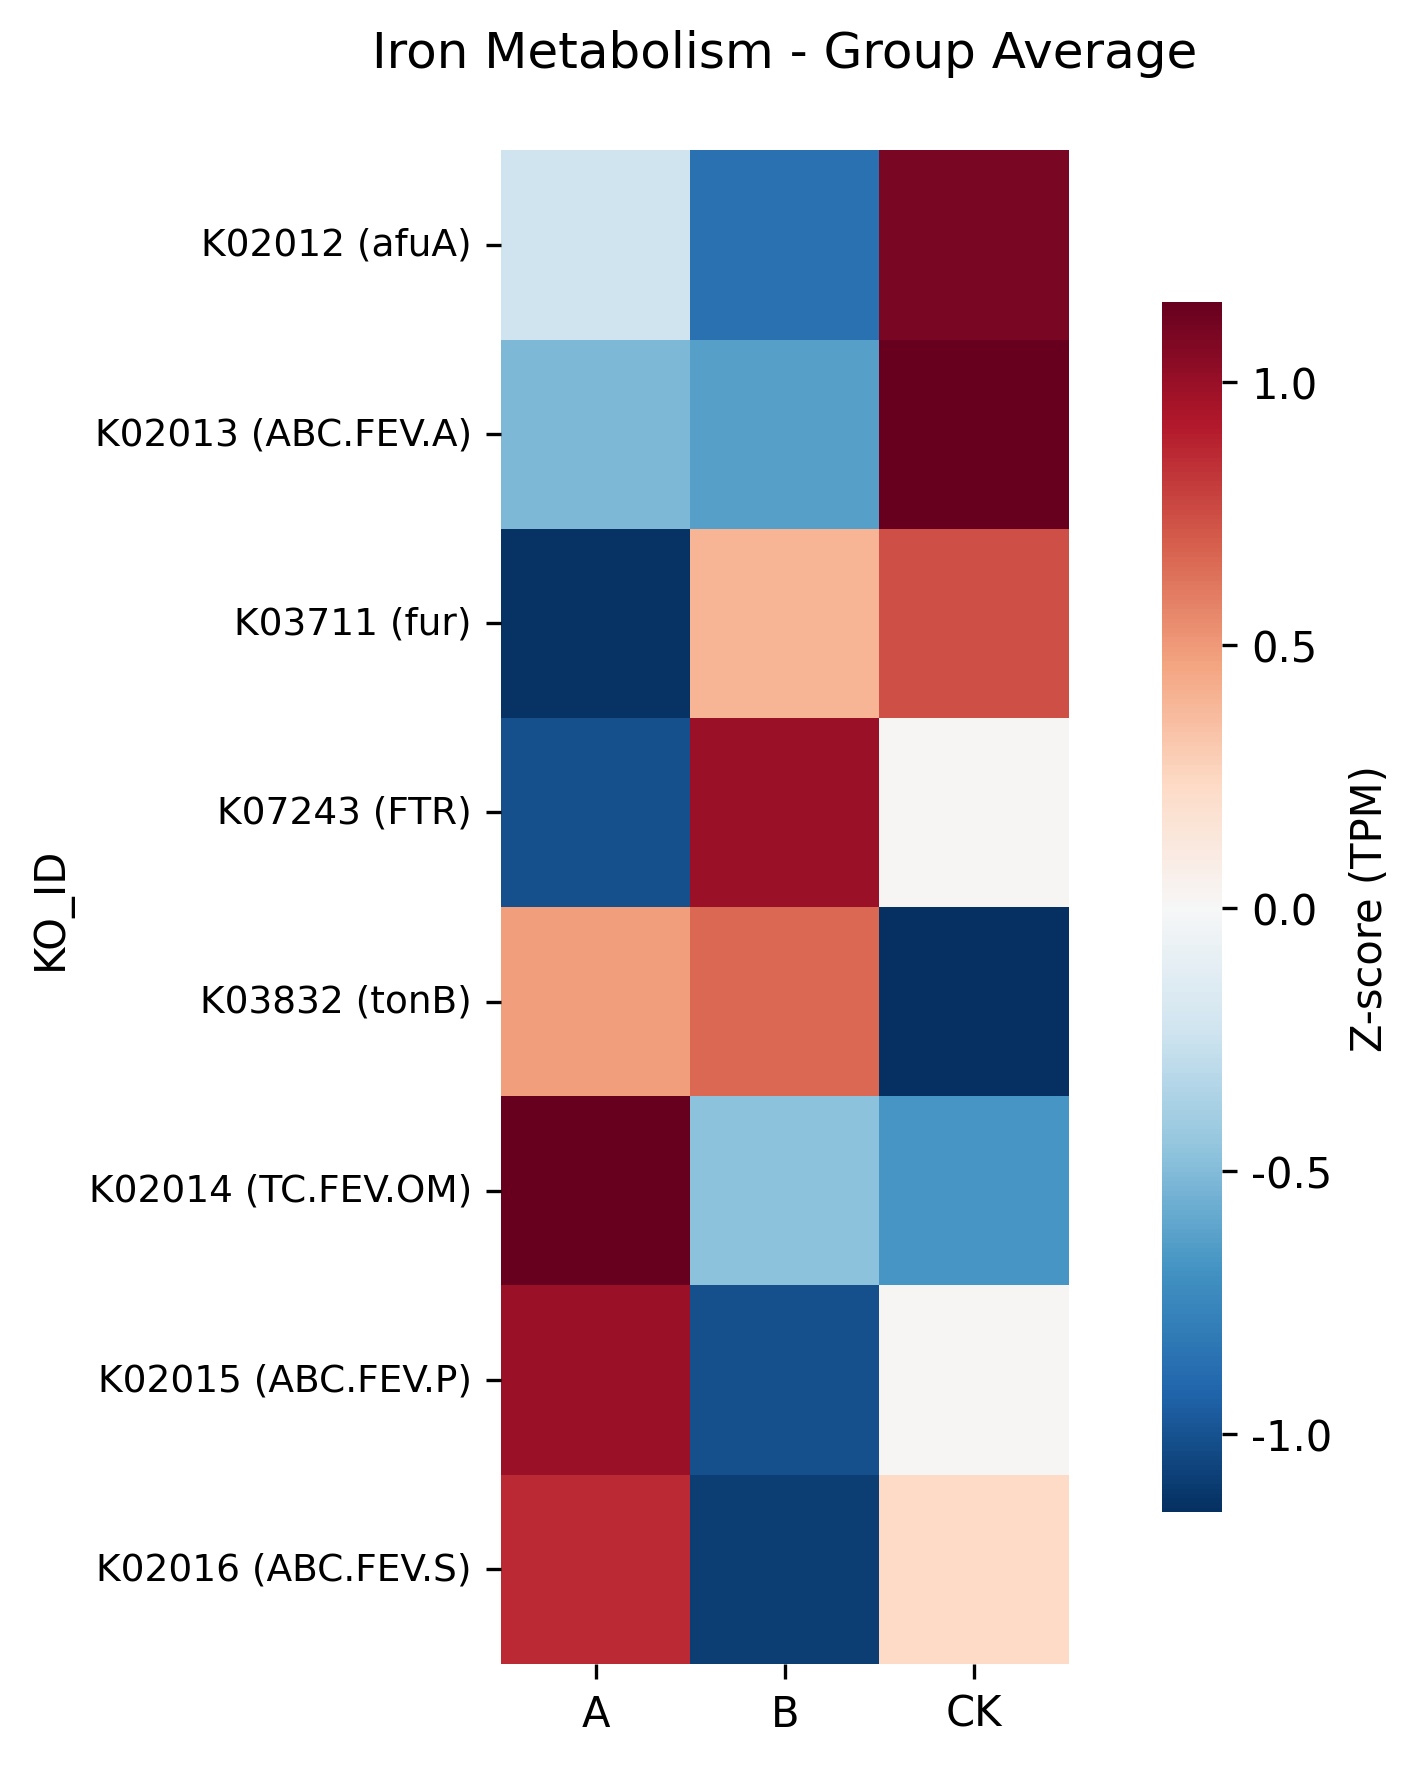 Iron Metabolism - Group Average
K02012 (afuA)
K02013 (ABC.FEV.A)
K03711 (fur)
K07243 (FTR)
K03832 (tonB)
K02014 (TC.FEV.OM)
K02015 (ABC.FEV.P)
K02016 (ABC.FEV.S)
KO_ID
A B CK
1.0
0.5
0.0
-0.5
-1.0
Z-score (TPM)